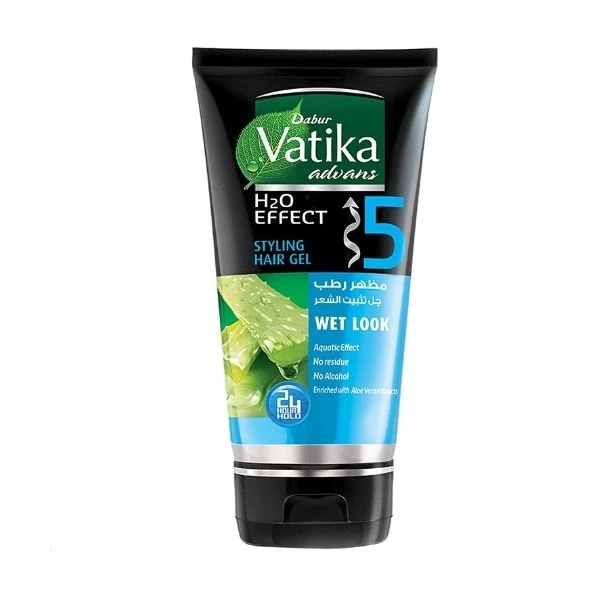 Dabur
Vatika
advans
H2O
EFFECT
5
STYLING
HAIR GEL
مظهر رطب
جل تثبيت الشعر
WET LOOK
Aquatic Effect
No residue
No Alcohol
Enriched with Aloe Vera extracts
24
HOUR
HOLD